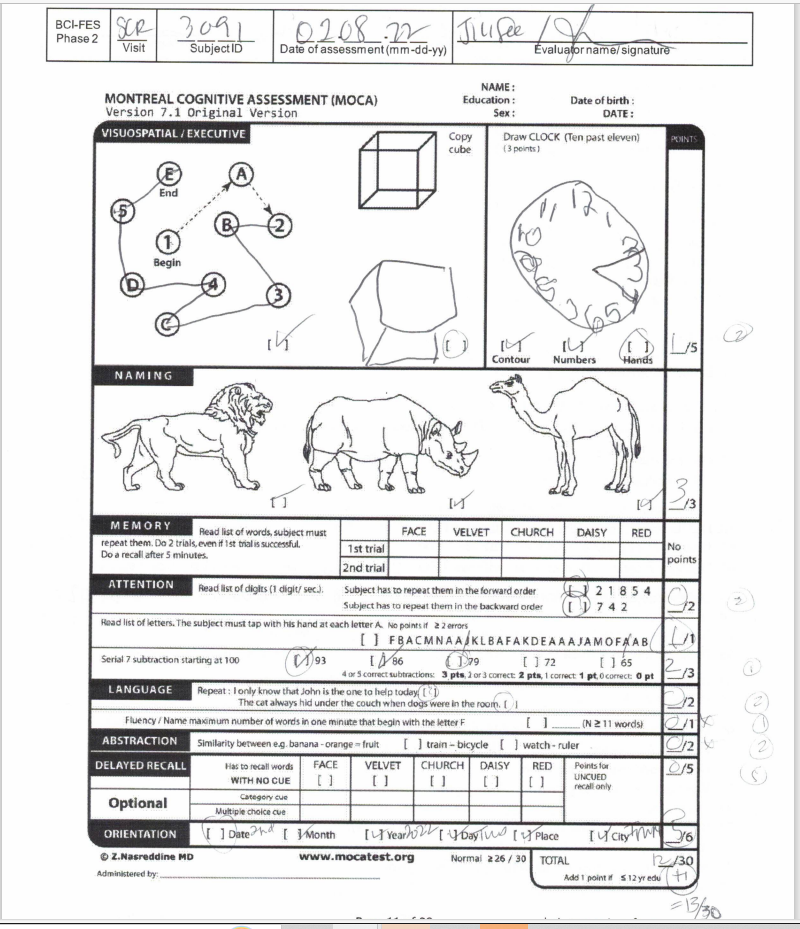 BCI-FES
Phase 2
SCR
Visit
3091
Subject ID
02.08.22
Date of assessment (mm-dd-yy)
Evaluator name/ signature
MONTREAL COGNITIVE ASSESSMENT (MOCA)
Version 7.1 Original Version
NAME :
Education :
Sex :
Date of birth :
DATE :
VISUOSPATIAL / EXECUTIVE
Copy cube
Draw CLOCK (Ten past eleven)
(3 points)
POINTS
E
End
A
5
B
2
1
Begin
D
4
3
C
[✓]
[ ]
[✓] Contour
[✓] Numbers
[ ] Hands
/5
2
NAMING
[ ]
[✓]
[✓]
3/3
MEMORY
Read list of words, subject must
repeat them. Do 2 trials, even if 1st trial is successful.
Do a recall after 5 minutes.
FACE VELVET CHURCH DAISY RED
1st trial
2nd trial
No points
ATTENTION
Read list of digits (1 digit/ sec.).
Subject has to repeat them in the forward order [ ] 2 1 8 5 4
Subject has to repeat them in the backward order [ ] 7 4 2
0/2
2
Read list of letters. The subject must tap with his hand at each letter A. No points if ≥ 2 errors
[ ] F B A C M N A A J K L B A F A K D E A A A J A M O F A A B
1/1
Serial 7 subtraction starting at 100
[✓] 93 [✓] 86 [ ] 79 [ ] 72 [ ] 65
4 or 5 correct subtractions: 3 pts, 2 or 3 correct: 2 pts, 1 correct: 1 pt, 0 correct: 0 pt
2/3
1
LANGUAGE
Repeat : I only know that John is the one to help today. [ ]
The cat always hid under the couch when dogs were in the room. [ ]
0/2
2
Fluency / Name maximum number of words in one minute that begin with the letter F
[ ] _____ (N ≥ 11 words)
0/1
ABSTRACTION
Similarity between e.g. banana - orange = fruit [ ] train – bicycle [ ] watch - ruler
0/2
2
DELAYED RECALL
Has to recall words
WITH NO CUE
FACE VELVET CHURCH DAISY RED
[ ] [ ] [ ] [ ] [ ]
Points for UNCUED recall only
0/5
5
Optional
Category cue
Multiple choice cue
ORIENTATION
[ ] Date 2nd [ ] Month [✓] Year 2022 [✓] Day [✓] Place [✓] City
5/6
© Z.Nasreddine MD
www.mocatest.org
Normal ≥ 26 / 30
TOTAL
12/30
Add 1 point if ≤ 12 yr edu
+1
=13/30
Administered by: